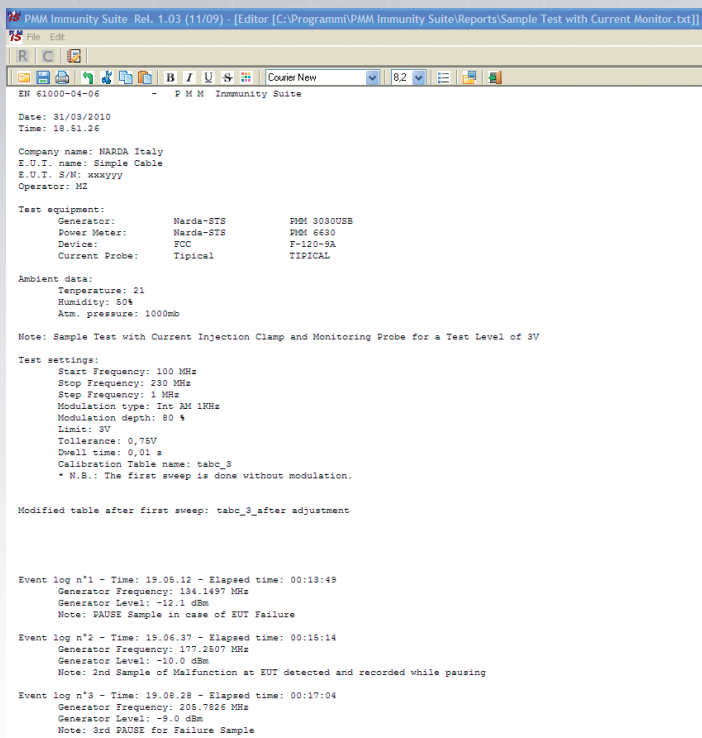 PMM Immunity Suite Rel. 1.03 (11/09) - [Editor [C:\Programmi\PMM Immunity Suite\Reports\Sample Test with Current Monitor.txt]]
File Edit
R C
B I U S Courier New 8,2
EN 61000-04-06 - P M M Inmmunity Suite
Date: 31/03/2010
Time: 18.51.26
Company name: NARDA Italy
E.U.T. name: Simple Cable
E.U.T. S/N: xxxyyy
Operator: MZ
Test equipment:
Generator: Narda-STS PMM 3030USB
Power Meter: Narda-STS PMM 6630
Device: FCC F-120-9A
Current Probe: Tipical TIPICAL
Ambient data:
Tenperature: 21
Humidity: 50%
Atm. pressure: 1000mb
Note: Sample Test with Current Injection Clamp and Monitoring Probe for a Test Level of 3V
Test settings:
Start Frequency: 100 MHz
Stop Frequency: 230 MHz
Step Frequency: 1 MHz
Modulation type: Int AM 1KHz
Modulation depth: 80 %
Limit: 3V
Tollerance: 0,75V
Dwell time: 0,01 s
Calibration Table name: tabc_3
* N.B.: The first sweep is done without modulation.
Modified table after first sweep: tabc_3_after adjustment
Event log n°1 - Time: 19.05.12 - Elapsed time: 00:13:49
Generator Frequency: 134.1497 MHz
Generator Level: -12.1 dBm
Note: PAUSE Sample in case of EUT Failure
Event log n°2 - Time: 19.06.37 - Elapsed time: 00:15:14
Generator Frequency: 177.2507 MHz
Generator Level: -10.0 dBm
Note: 2nd Sample of Malfunction at EUT detected and recorded while pausing
Event log n°3 - Time: 19.08.28 - Elapsed time: 00:17:04
Generator Frequency: 205.7826 MHz
Generator Level: -9.0 dBm
Note: 3rd PAUSE for Failure Sample